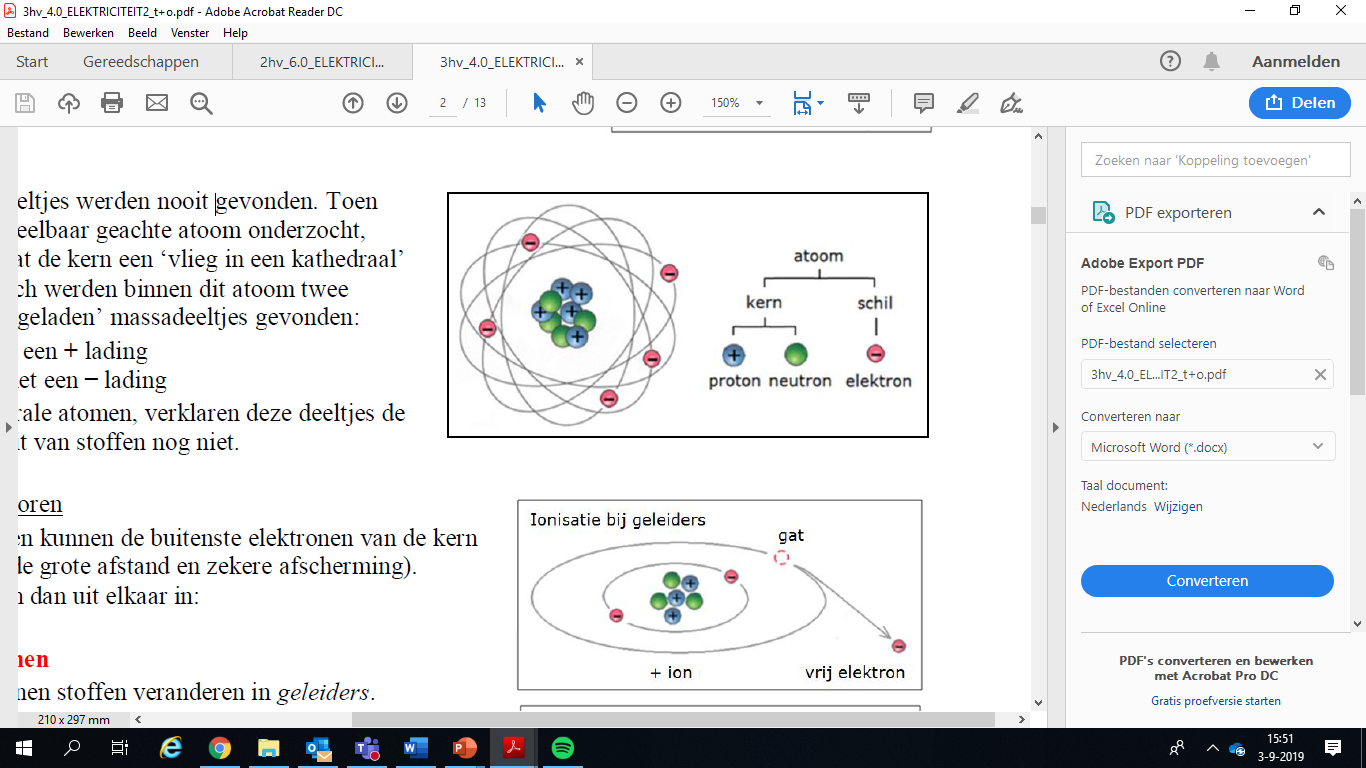 3hv_4.0_ELEKTRICITEIT2_t+o.pdf - Adobe Acrobat Reader DC
Bestand Bewerken Beeld Venster Help
Start Gereedschappen 2hv_6.0_ELEKTRICI... 3hv_4.0_ELEKTRICI... × Aanmelden
2 / 13 150% Delen
eeltjes werden nooit gevonden. Toen
eelbaar geachte atoom onderzocht,
at de kern een ‘vlieg in een kathedraal’
ch werden binnen dit atoom twee
geladen’ massadeeltjes gevonden:
een + lading
et een – lading
rale atomen, verklaren deze deeltjes de
it van stoffen nog niet.
atoom
kern schil
proton neutron elektron
oren
en kunnen de buitenste elektronen van de kern
de grote afstand en zekere afscherming).
n dan uit elkaar in:
nen
nen stoffen veranderen in geleiders.
Ionisatie bij geleiders
gat
+ ion
vrij elektron
210 x 297 mm
Zoeken naar 'Koppeling toevoegen'
PDF exporteren
Adobe Export PDF
PDF-bestanden converteren naar Word
of Excel Online
PDF-bestand selecteren
3hv_4.0_EL...IT2_t+o.pdf
Converteren naar
Microsoft Word (*.docx)
Taal document:
Nederlands Wijzigen
Converteren
PDF's converteren en bewerken
met Acrobat Pro DC
Gratis proefversie starten
15:51
3-9-2019